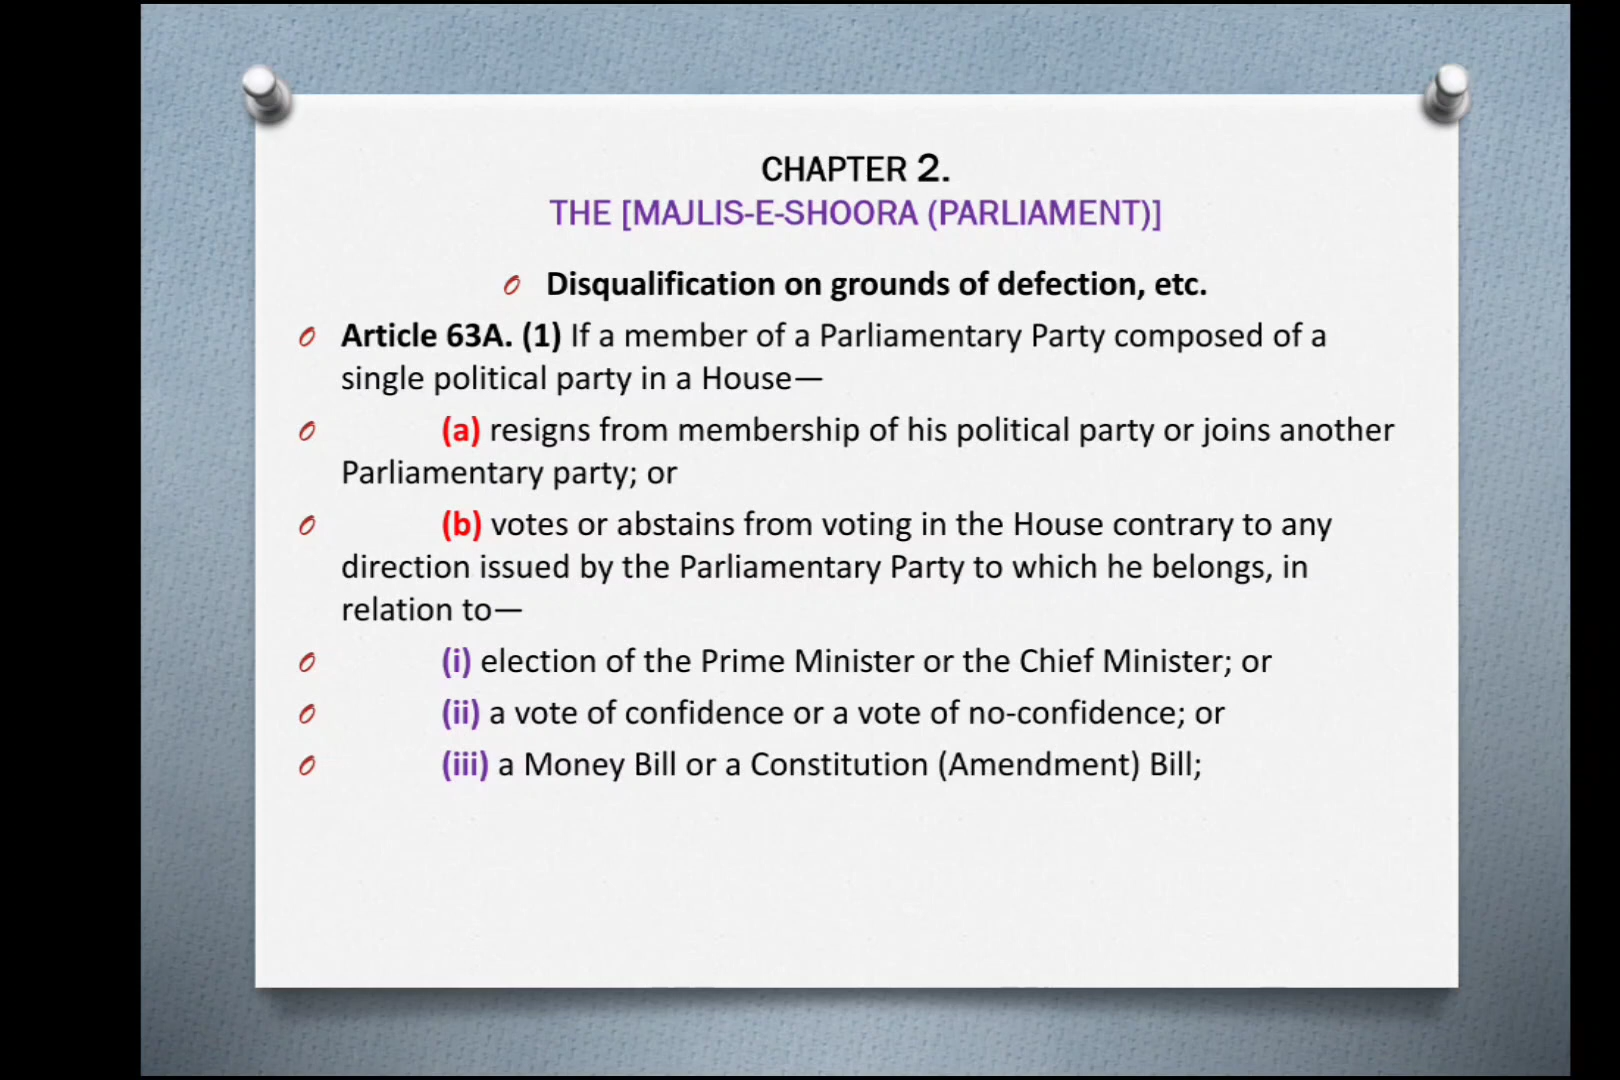 CHAPTER 2.
THE [MAJLIS-E-SHOORA (PARLIAMENT)]
Disqualification on grounds of defection, etc.
Article 63A. (1) If a member of a Parliamentary Party composed of a
single political party in a House—
(a) resigns from membership of his political party or joins another
Parliamentary party; or
(b) votes or abstains from voting in the House contrary to any
direction issued by the Parliamentary Party to which he belongs, in
relation to—
(i) election of the Prime Minister or the Chief Minister; or
(ii) a vote of confidence or a vote of no-confidence; or
(iii) a Money Bill or a Constitution (Amendment) Bill;